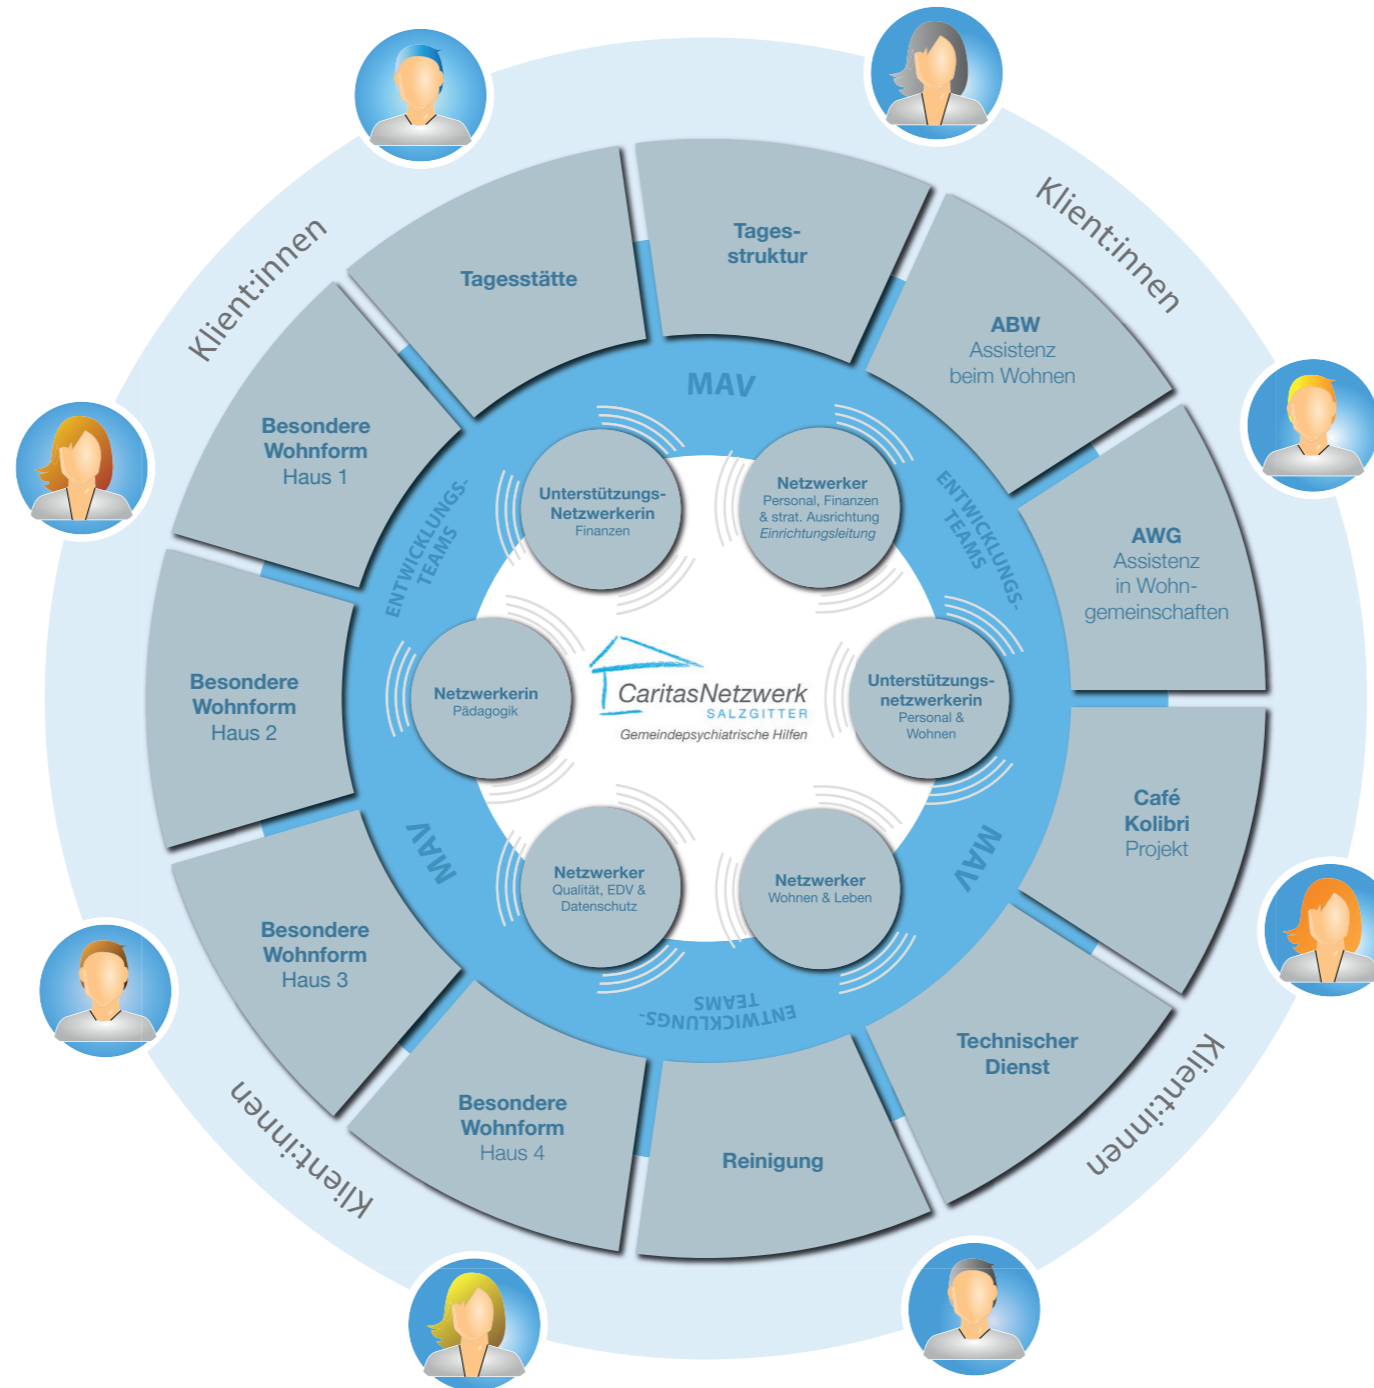 Klient:innen
Klient:innen
Klient:innen
Klient:innen
Tages-
struktur
ABW
Assistenz
beim Wohnen
AWG
Assistenz
in Wohn-
gemeinschaften
Café
Kolibri
Projekt
Technischer
Dienst
Reinigung
Besondere
Wohnform
Haus 4
Besondere
Wohnform
Haus 3
Besondere
Wohnform
Haus 2
Besondere
Wohnform
Haus 1
Tagesstätte
MAV
ENTWICKLUNGS-
TEAMS
MAV
ENTWICKLUNGS-
TEAMS
MAV
ENTWICKLUNGS-
TEAMS
Unterstützungs-
Netzwerkerin
Finanzen
Netzwerker
Personal, Finanzen
& strat. Ausrichtung
Einrichtungsleitung
Unterstützungs-
netzwerkerin
Personal &
Wohnen
Netzwerker
Wohnen & Leben
Netzwerker
Qualität, EDV &
Datenschutz
Netzwerkerin
Pädagogik
CaritasNetzwerk
SALZGITTER
Gemeindepsychiatrische Hilfen